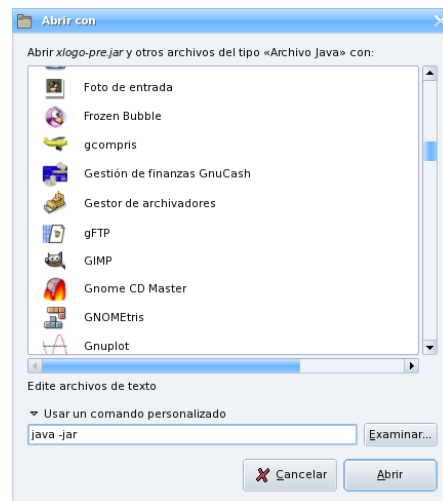 Abrir con
Abrir xlogo-pre.jar y otros archivos del tipo «Archivo Java» con:
Foto de entrada
Frozen Bubble
gcompris
Gestión de finanzas GnuCash
Gestor de archivadores
gFTP
GIMP
Gnome CD Master
GNOMEtris
Gnuplot
Edite archivos de texto
Usar un comando personalizado
java -jar
Examinar...
Cancelar
Abrir